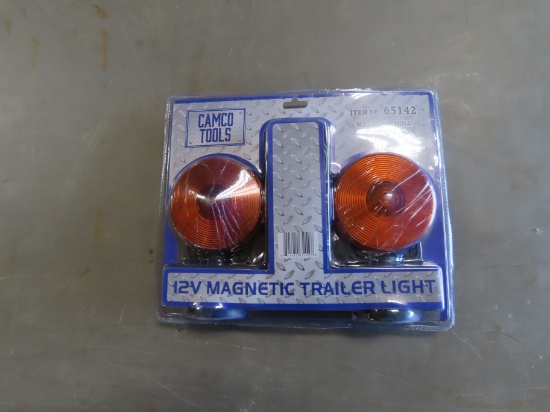 CAMCO
TOOLS
ITEM #: 65142
12V MAGNETIC TRAILER LIGHT